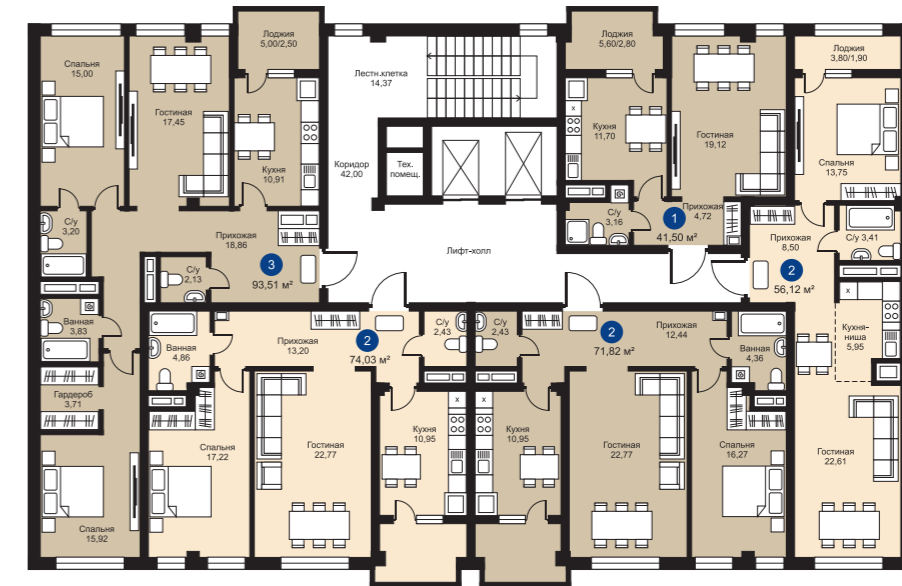 Лоджия
5,00/2,50
Лоджия
5,60/2,80
Лоджия
3,80/1,90
Спальня
15,00
Гостиная
17,45
Лестн.клетка
14,37
Кухня
11,70
Гостиная
19,12
Кухня
10,91
Коридор
42,00
Тех.
помещ.
Спальня
13,75
х
С/у
3,20
Прихожая
18,86
С/у
3,16
Прихожая
4,72
1
41,50 м²
Прихожая
8,50
С/у 3,41
Лифт-холл
3
93,51 м²
С/у
2,13
2
56,12 м²
х
Ванная
3,83
Ванная
4,86
Прихожая
13,20
2
74,03 м²
С/у
2,43
С/у
2,43
2
71,82 м²
12,44
Прихожая
Ванная
4,36
Кухня-
ниша
5,95
Гардероб
3,71
х
х
Спальня
17,22
Гостиная
22,77
Кухня
10,95
Кухня
10,95
Гостиная
22,77
Спальня
16,27
Гостиная
22,61
Спальня
15,92